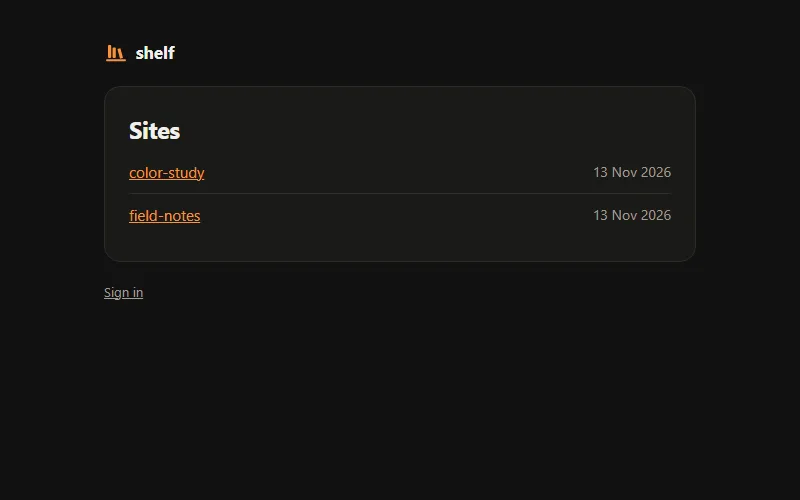 shelf
Sites
color-study 13 Nov 2026
field-notes 13 Nov 2026
Sign in